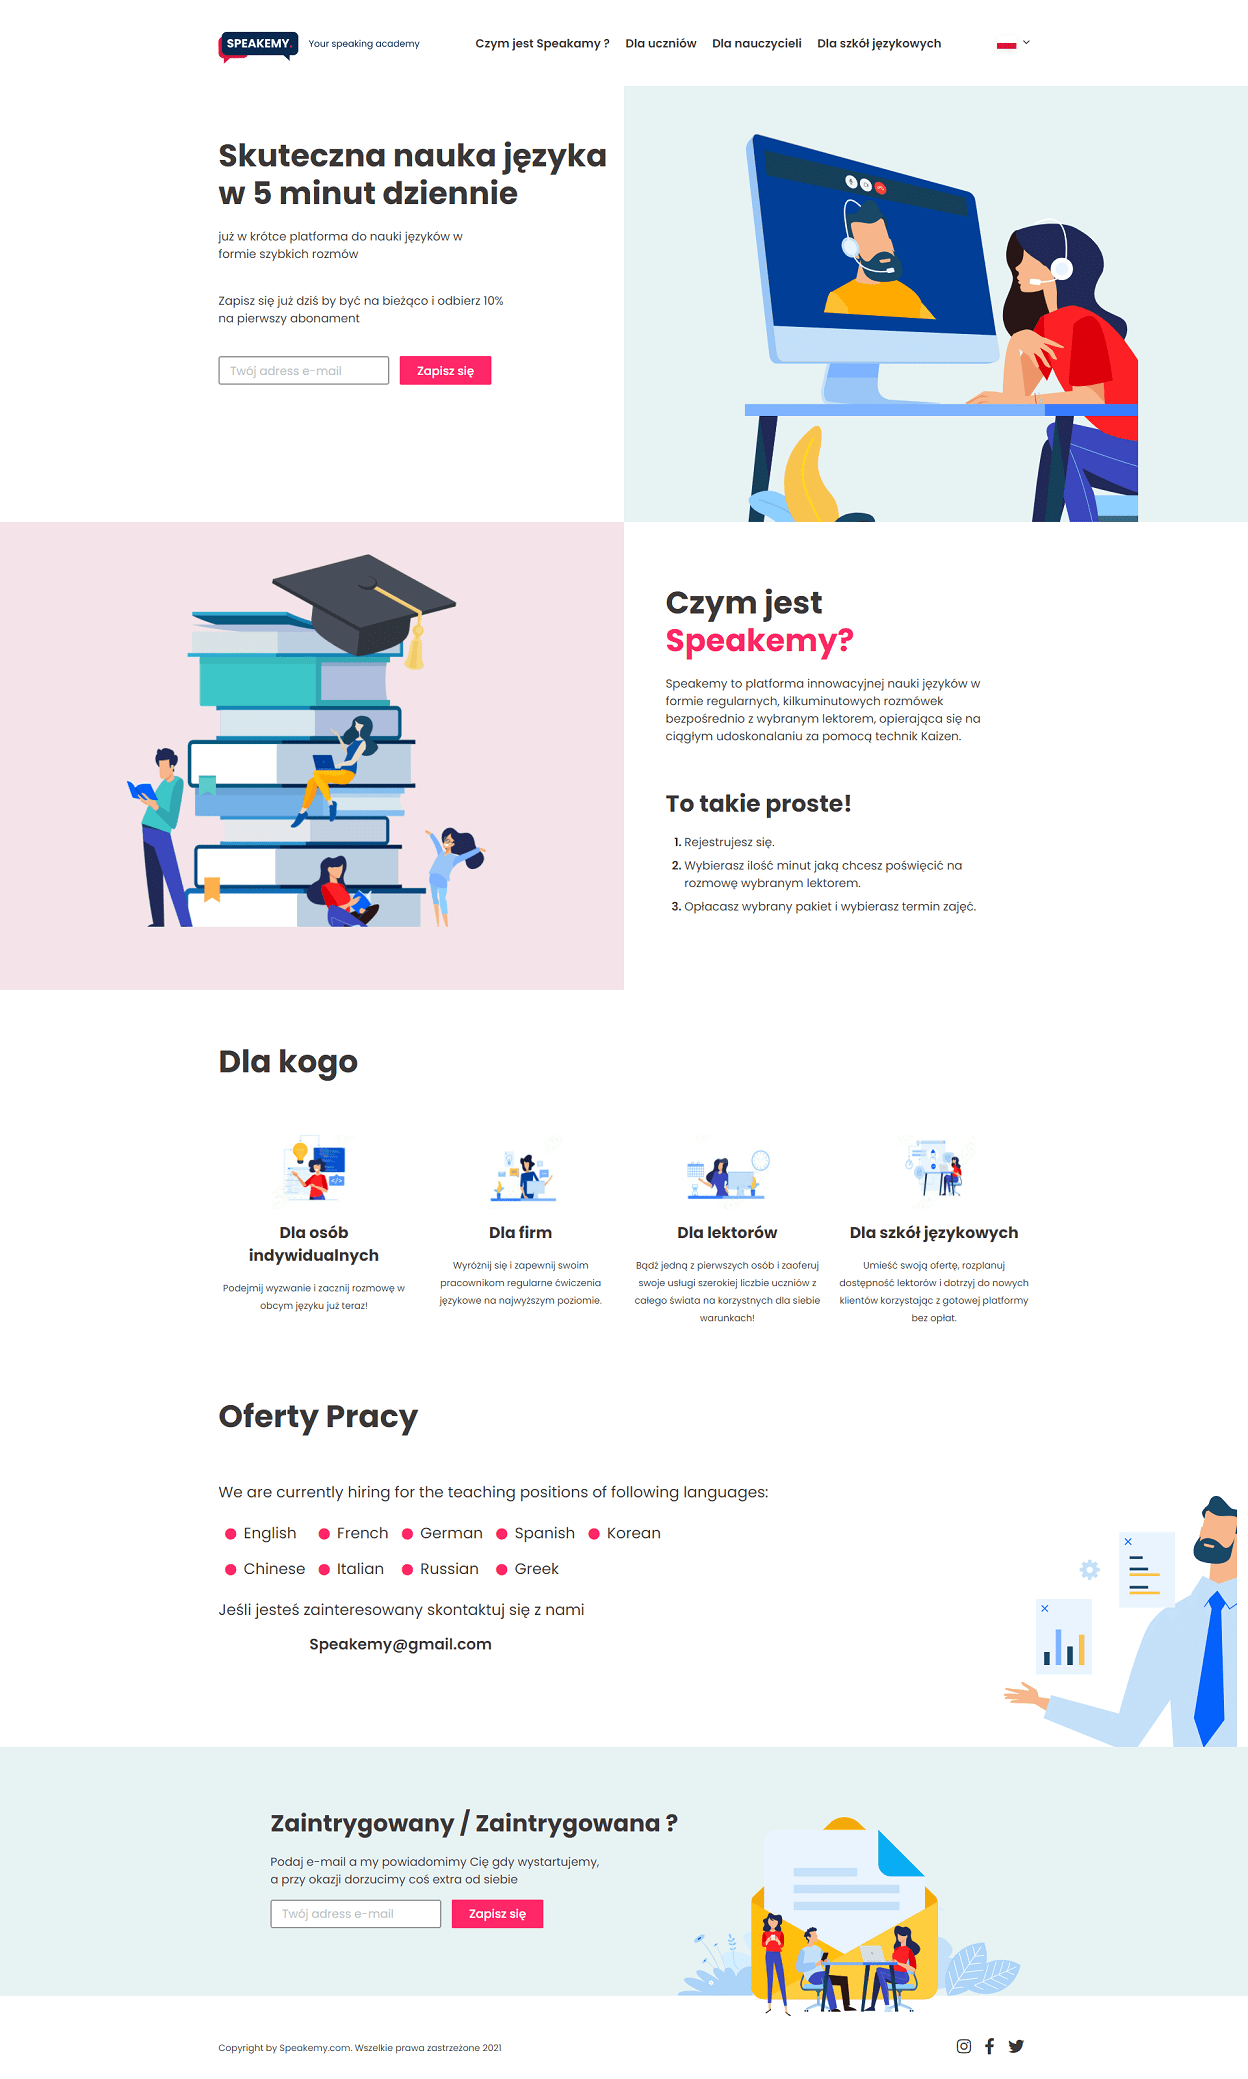 SPEAKEMY.
Your speaking academy
Czym jest Speakamy ?
Dla uczniów
Dla nauczycieli
Dla szkół językowych
Skuteczna nauka języka
w 5 minut dziennie
już w krótce platforma do nauki języków w
formie szybkich rozmów
Zapisz się już dziś by być na bieżąco i odbierz 10%
na pierwszy abonament
Twój adress e-mail
Zapisz się
Czym jest
Speakemy?
Speakemy to platforma innowacyjnej nauki języków w
formie regularnych, kilkuminutowych rozmówek
bezpośrednio z wybranym lektorem, opierająca się na
ciągłym udoskonalaniu za pomocą technik Kaizen.
To takie proste!
1. Rejestrujesz się.
2. Wybierasz ilość minut jaką chcesz poświęcić na
rozmowę wybranym lektorem.
3. Opłacasz wybrany pakiet i wybierasz termin zajęć.
Dla kogo
Dla osób
indywidualnych
Podejmij wyzwanie i zacznij rozmowę w
obcym języku już teraz!
Dla firm
Wyróżnij się i zapewnij swoim
pracownikom regularne ćwiczenia
językowe na najwyższym poziomie.
Dla lektorów
Bądź jedną z pierwszych osób i zaoferuj
swoje usługi szerokiej liczbie uczniów z
całego świata na korzystnych dla siebie
warunkach!
Dla szkół językowych
Umieść swoją ofertę, rozplanuj
dostępność lektorów i dotrzyj do nowych
klientów korzystając z gotowej platformy
bez opłat.
Oferty Pracy
We are currently hiring for the teaching positions of following languages:
English French German Spanish Korean
Chinese Italian Russian Greek
Jeśli jesteś zainteresowany skontaktuj się z nami
Speakemy@gmail.com
Zaintrygowany / Zaintrygowana ?
Podaj e-mail a my powiadomimy Cię gdy wystartujemy,
a przy okazji dorzucimy coś extra od siebie
Twój adress e-mail
Zapisz się
Copyright by Speakemy.com. Wszelkie prawa zastrzeżone 2021